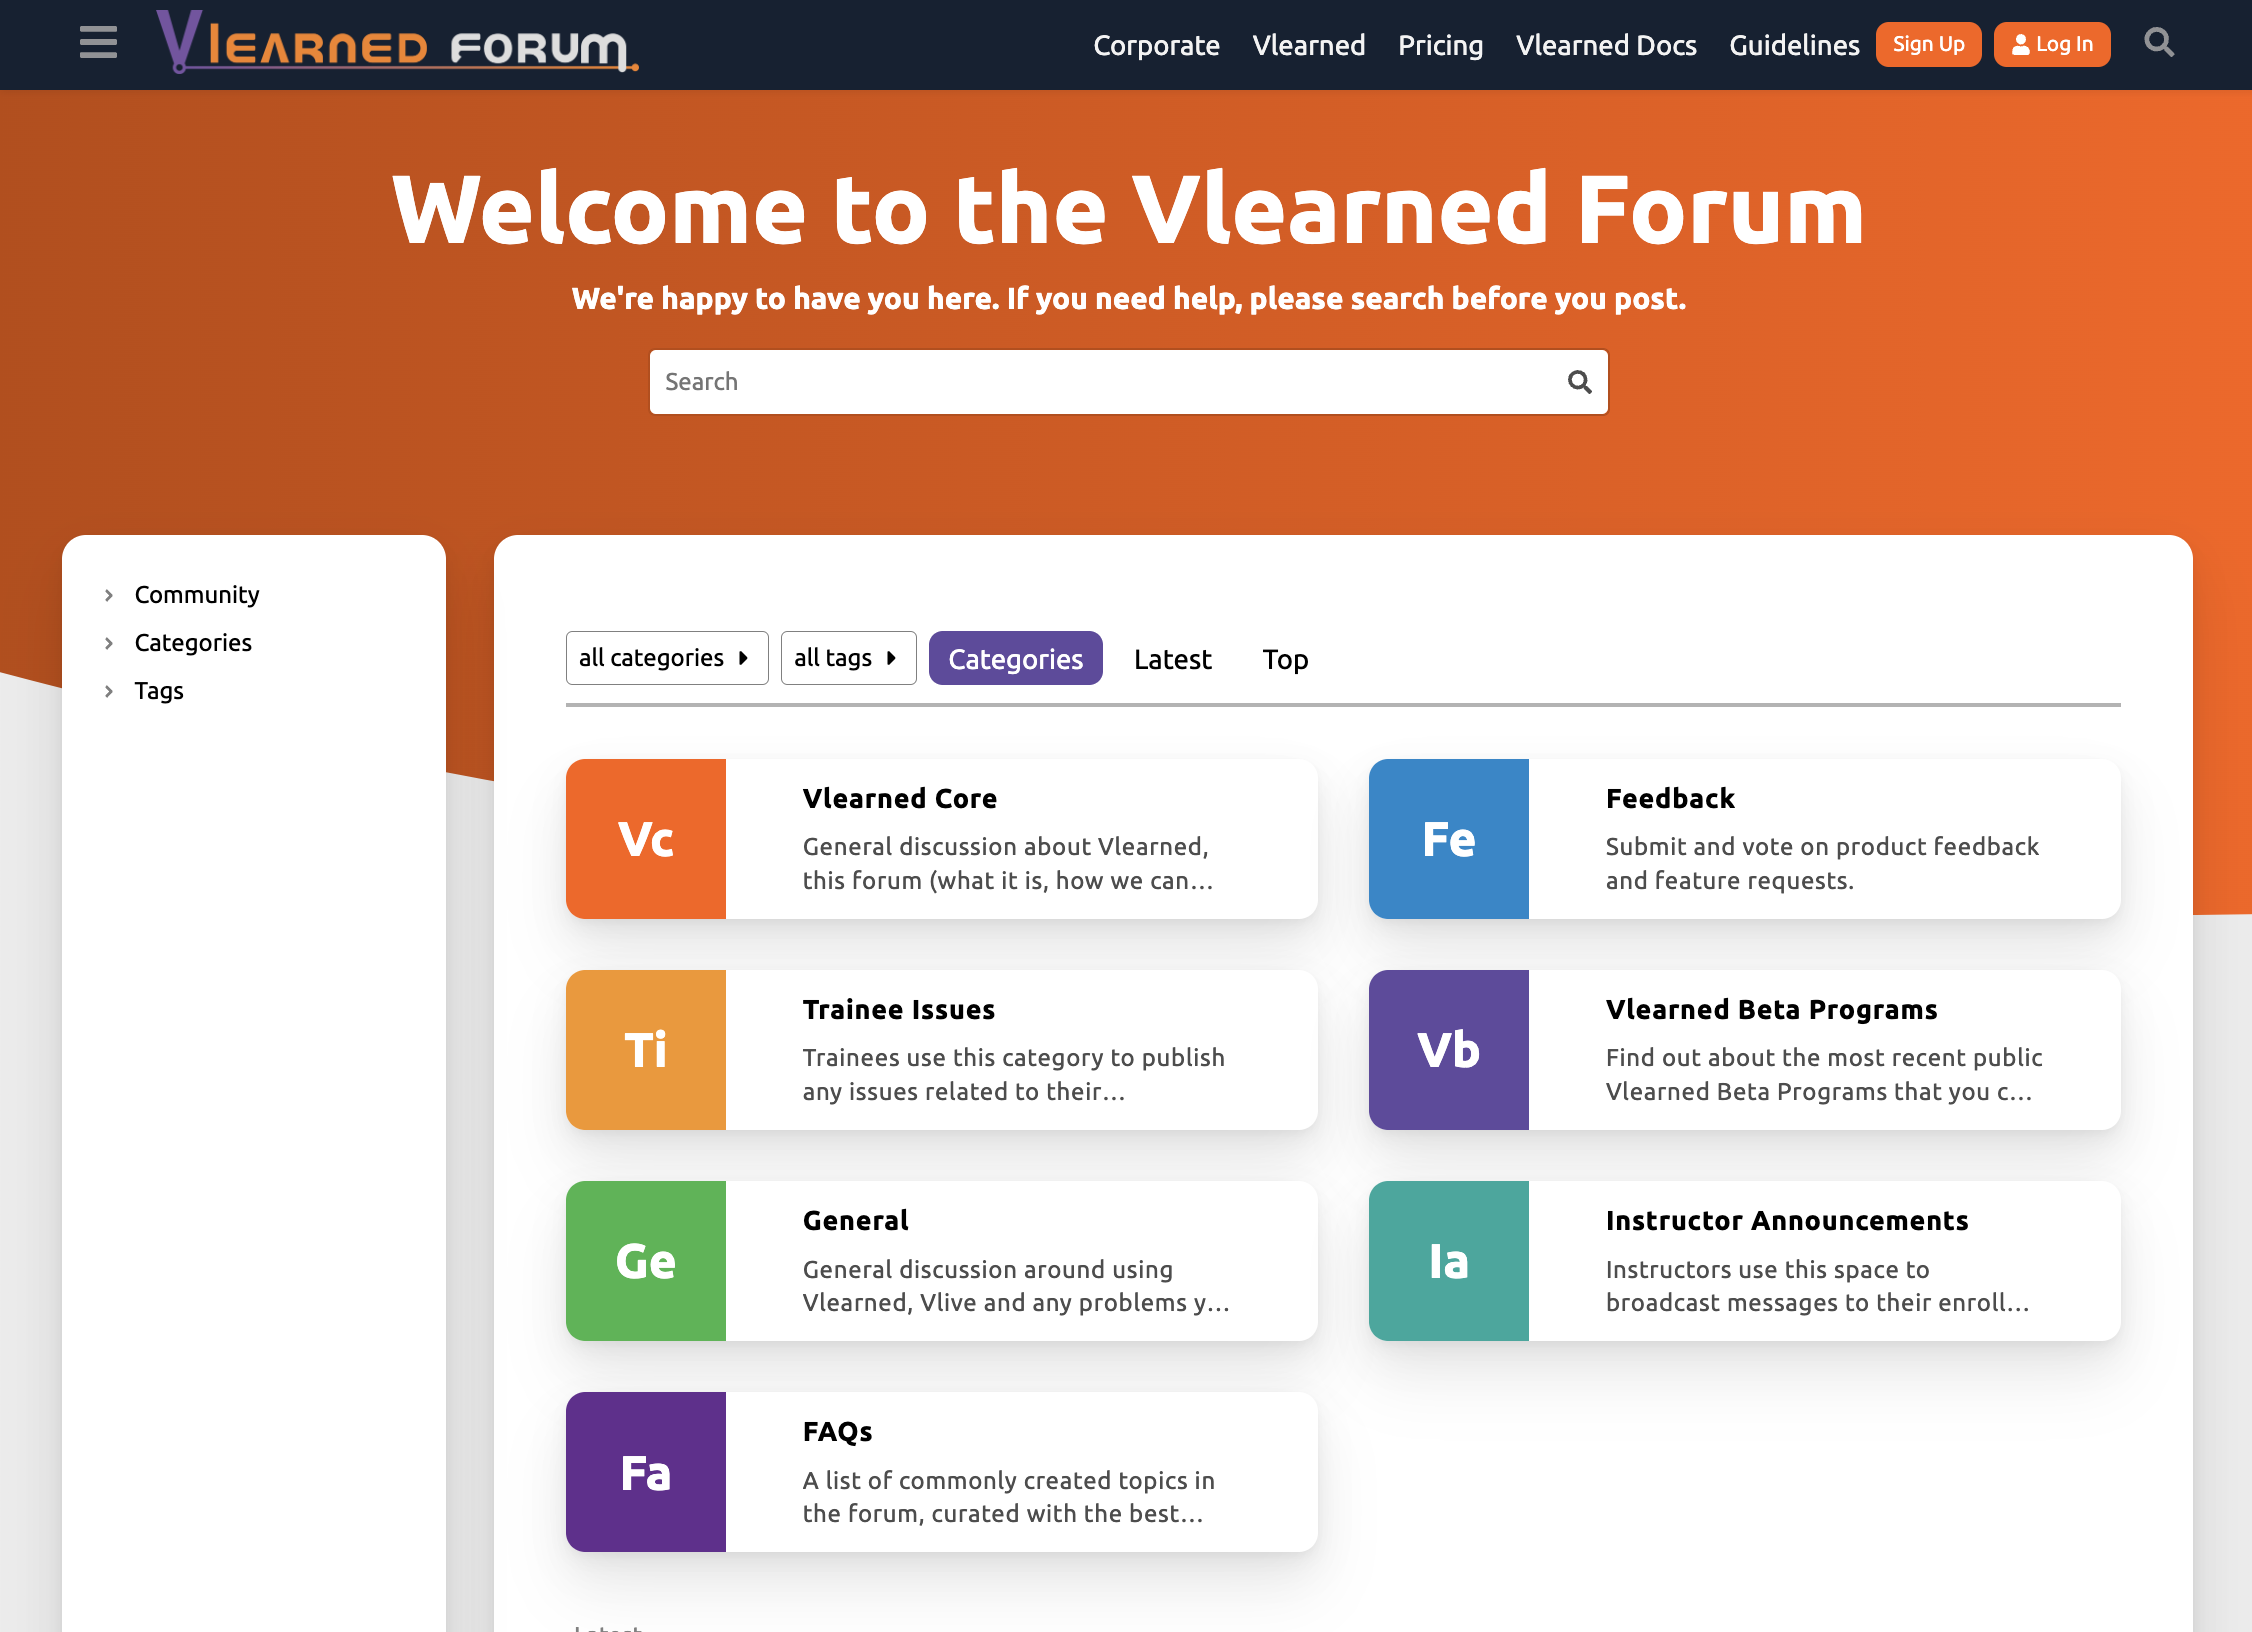 Vlearned Forum
Corporate Vlearned Pricing Vlearned Docs Guidelines Sign Up Log In
Welcome to the Vlearned Forum
We're happy to have you here. If you need help, please search before you post.
Search
Community
Categories
Tags
all categories all tags Categories Latest Top
Vc
Vlearned Core
General discussion about Vlearned,
this forum (what it is, how we can...
Fe
Feedback
Submit and vote on product feedback
and feature requests.
Ti
Trainee Issues
Trainees use this category to publish
any issues related to their...
Vb
Vlearned Beta Programs
Find out about the most recent public
Vlearned Beta Programs that you c...
Ge
General
General discussion around using
Vlearned, Vlive and any problems y...
Ia
Instructor Announcements
Instructors use this space to
broadcast messages to their enroll...
Fa
FAQs
A list of commonly created topics in
the forum, curated with the best...
Latest